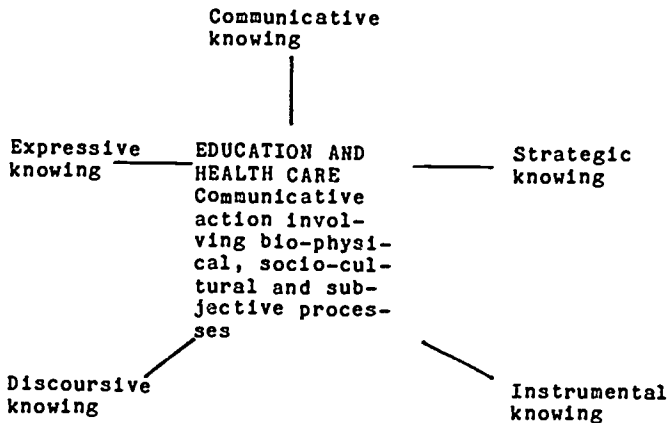 Communicative
knowing
Expressive
knowing
EDUCATION AND
HEALTH CARE
Communicative
action invol-
ving bio-physi-
cal, socio-cul-
tural and sub-
jective proces-
ses
Strategic
knowing
Discoursive
knowing
Instrumental
knowing